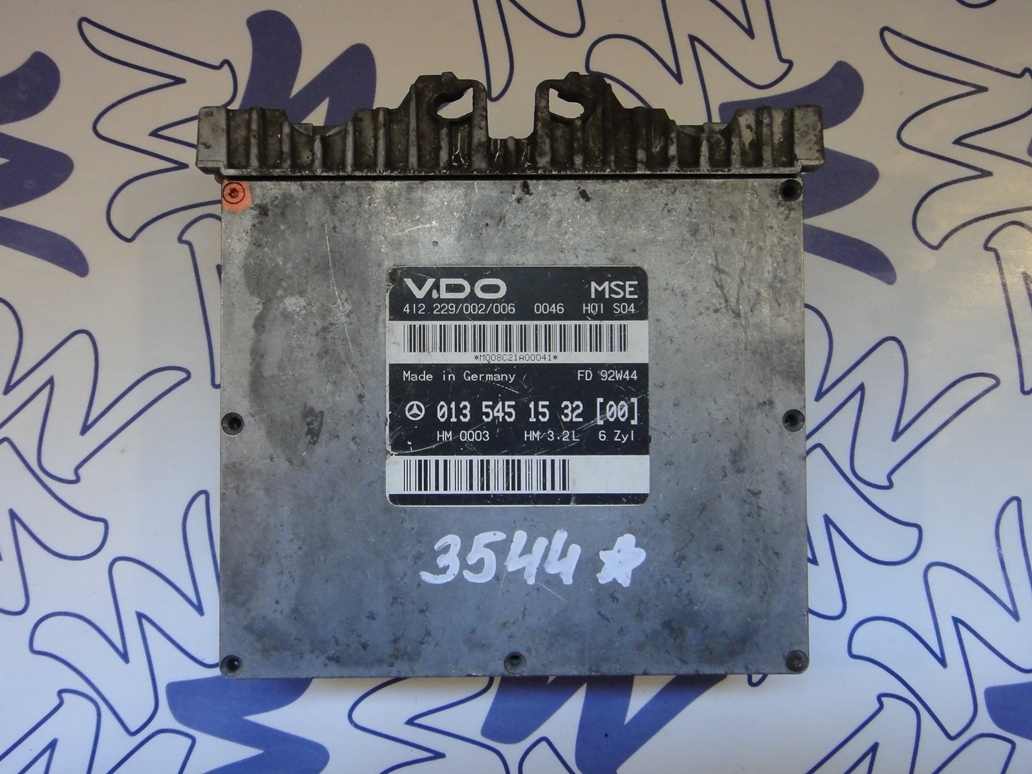 VDO MSE
412.229/002/006 0046 H01 S04
*M008C21A00041*
Made in Germany FD 92W44
013 545 15 32 [00]
HM 0003 HM 3.2L 6 Zyl
3544